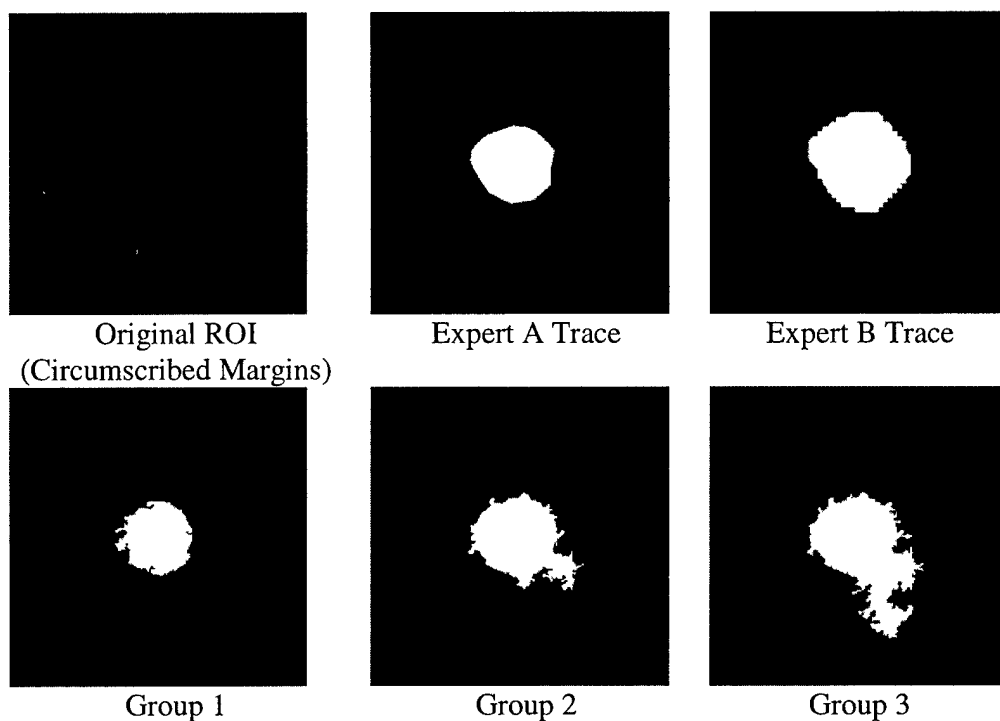 Original ROI
(Circumscribed Margins)
Expert A Trace
Expert B Trace
Group 1
Group 2
Group 3